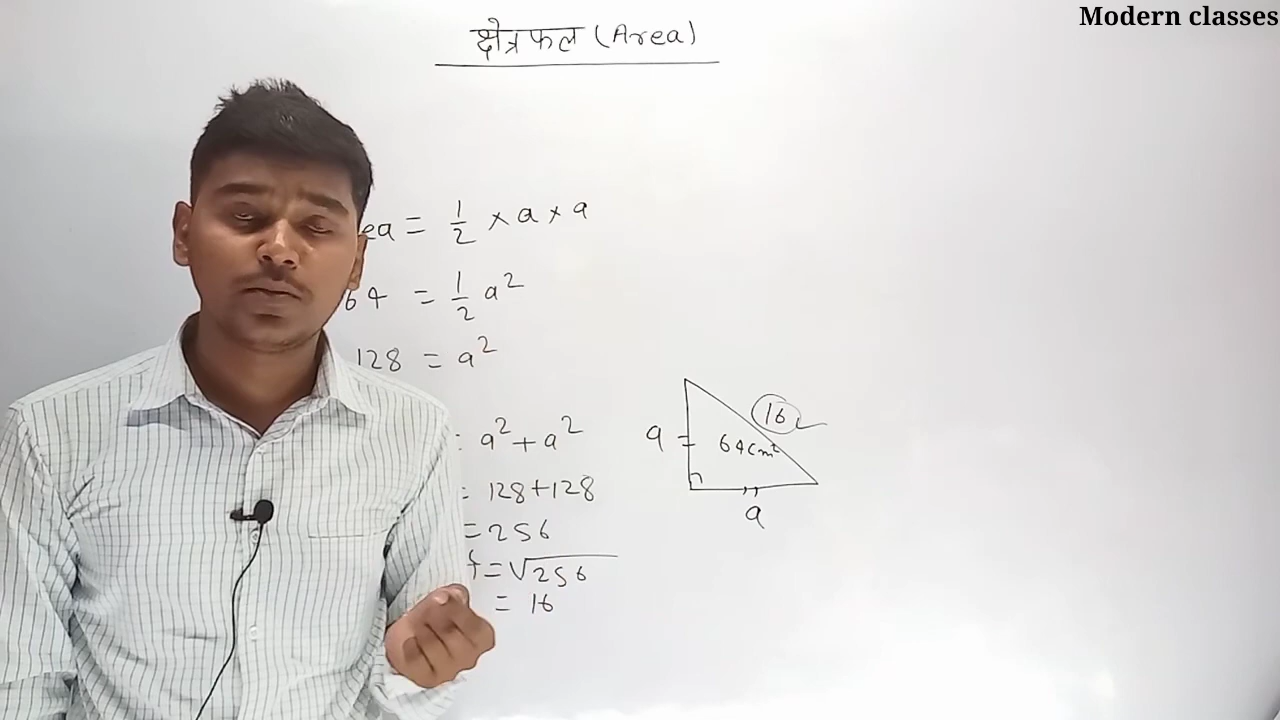 Modern classes
क्षेत्रफल (Area)
ea = 1/2 × a × a
64 = 1/2 a²
128 = a²
= a² + a²
= 128 + 128
= 256
= √256
= 16
16
a
64cm²
a